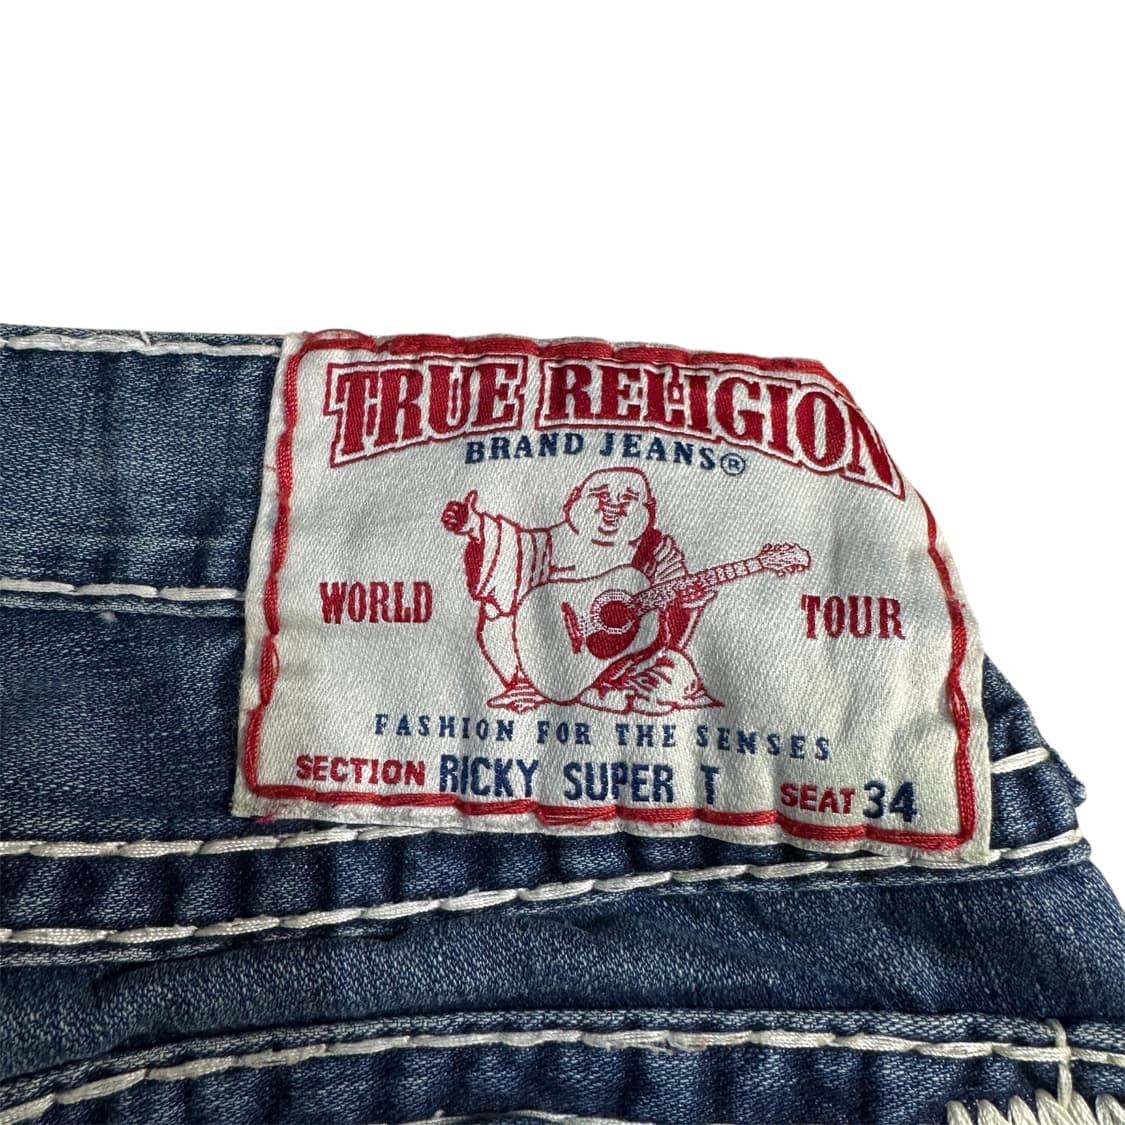 TRUE RELIGION
BRAND JEANS®
WORLD TOUR
FASHION FOR THE SENSES
SECTION RICKY SUPER T SEAT 34